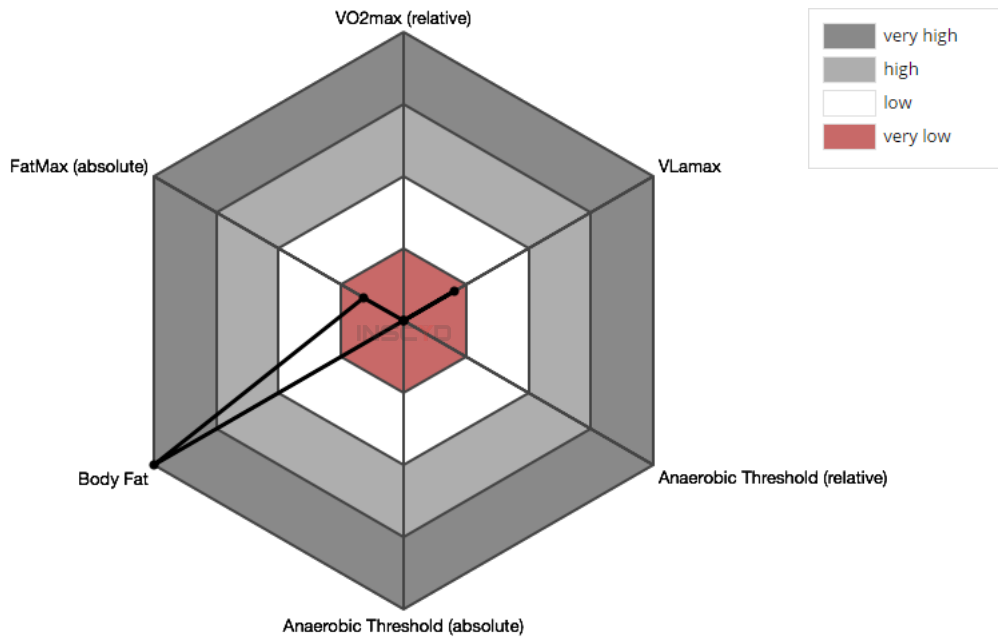 VO2max (relative)
very high
high
low
very low
FatMax (absolute)
VLamax
INSCYD
Body Fat
Anaerobic Threshold (relative)
Anaerobic Threshold (absolute)